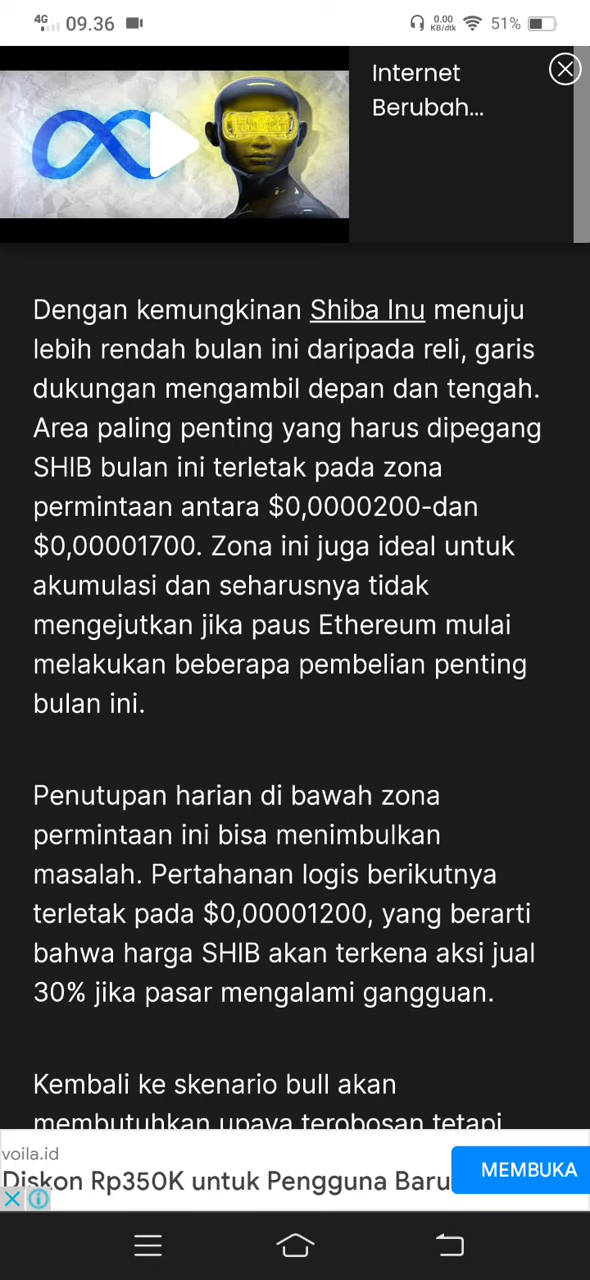 4G 09.36 0.00 KB/dtk 51%
Internet
Berubah...
Dengan kemungkinan Shiba Inu menuju
lebih rendah bulan ini daripada reli, garis
dukungan mengambil depan dan tengah.
Area paling penting yang harus dipegang
SHIB bulan ini terletak pada zona
permintaan antara $0,0000200-dan
$0,00001700. Zona ini juga ideal untuk
akumulasi dan seharusnya tidak
mengejutkan jika paus Ethereum mulai
melakukan beberapa pembelian penting
bulan ini.
Penutupan harian di bawah zona
permintaan ini bisa menimbulkan
masalah. Pertahanan logis berikutnya
terletak pada $0,00001200, yang berarti
bahwa harga SHIB akan terkena aksi jual
30% jika pasar mengalami gangguan.
Kembali ke skenario bull akan
membutuhkan upaya terobosan tetapi
voila.id
Diskon Rp350K untuk Pengguna Baru
MEMBUKA